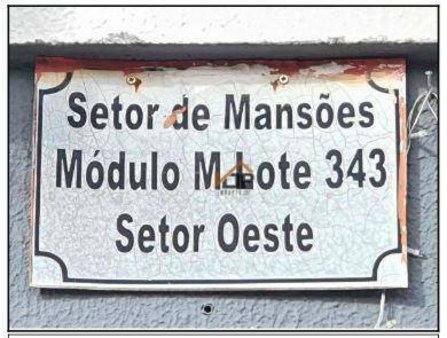 Setor de Mansões
Módulo M Lote 343
Setor Oeste